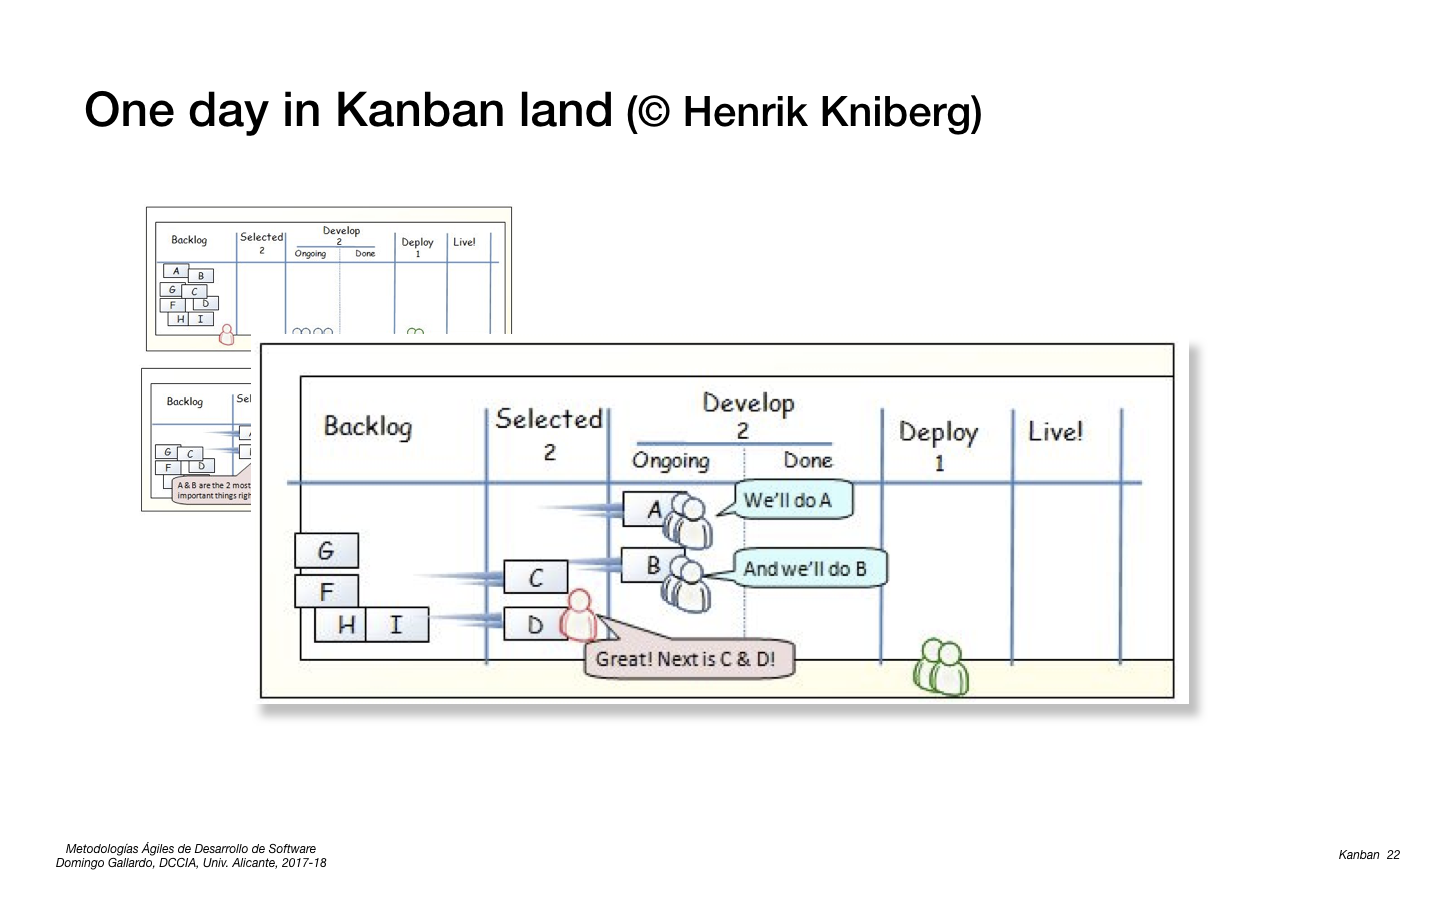 One day in Kanban land (© Henrik Kniberg)
Backlog
Selected
2
Develop
2
Ongoing
Done
Deploy
1
Live!
A
B
G
C
F
D
H
I
Backlog
G
C
F
D
A & B are the 2 most
important things
Backlog
Selected
2
Develop
2
Ongoing
Done
Deploy
1
Live!
A
We'll do A
G
B
And we'll do B
C
F
H
I
D
Great! Next is C & D!
Metodologías Ágiles de Desarrollo de Software
Domingo Gallardo, DCCIA, Univ. Alicante, 2017-18
Kanban 22